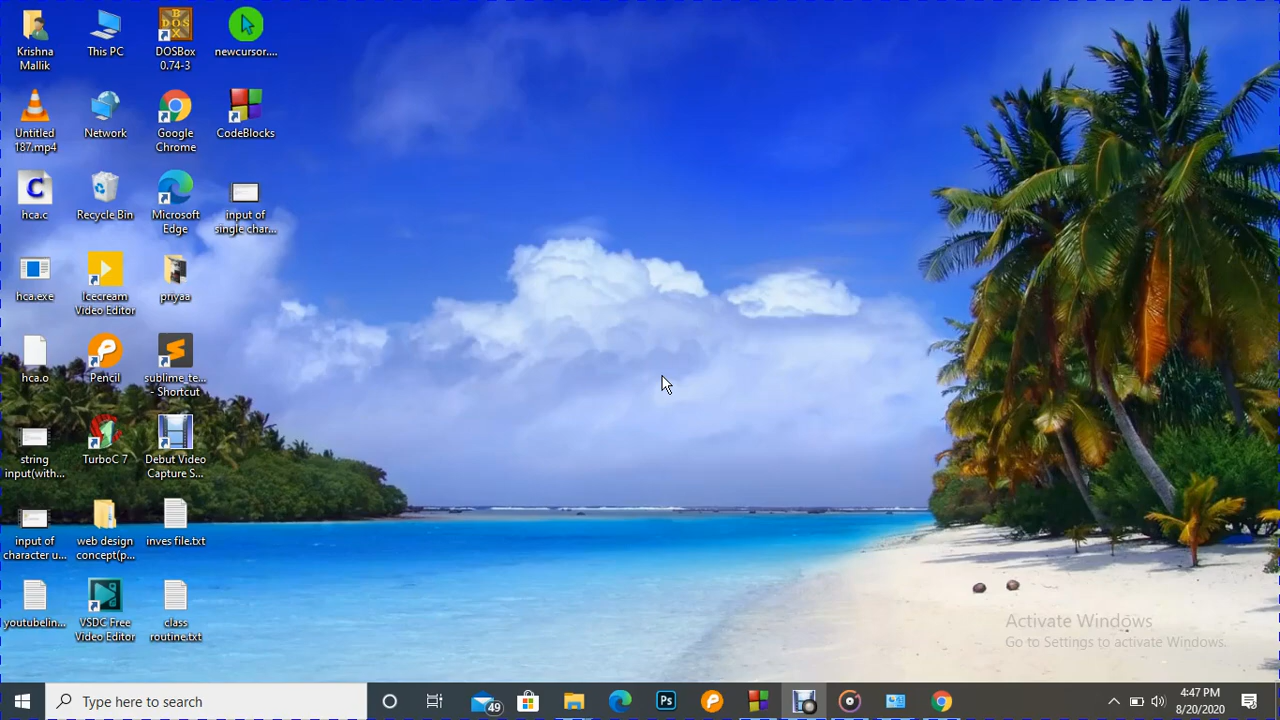 Krishna
Mallik
This PC
DOSBox
0.74-3
newcursor....
Untitled
187.mp4
Network
Google
Chrome
CodeBlocks
hca.c
Recycle Bin
Microsoft
Edge
input of
single char...
hca.exe
Icecream
Video Editor
priyaa
hca.o
Pencil
sublime_te...
- Shortcut
string
input(with...
TurboC 7
Debut Video
Capture S...
input of
character u...
web design
concept(p...
inves file.txt
youtubelin...
VSDC Free
Video Editor
class
routine.txt
Activate Windows
Go to Settings to activate Windows.
Type here to search
49
Ps
4:47 PM
8/20/2020